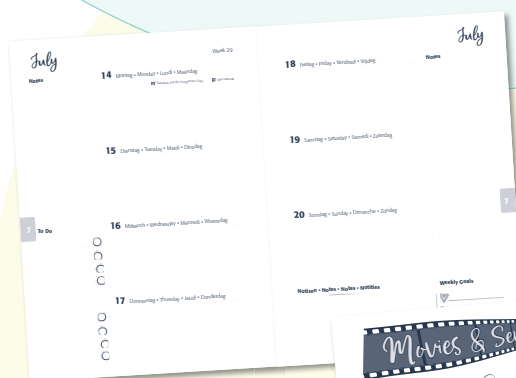 July
Notes
Week 29
14 Montag • Monday • Lundi • Maandag
15 Dienstag • Tuesday • Mardi • Dinsdag
7 To Do
16 Mittwoch • Wednesday • Mercredi • Woensdag
17 Donnerstag • Thursday • Jeudi • Donderdag
July
Notes
18 Freitag • Friday • Vendredi • Vrijdag
19 Samstag • Saturday • Samedi • Zaterdag
7
20 Sonntag • Sunday • Dimanche • Zondag
Notizen • Notes • Notes • Notities
Weekly Goals
Movies &